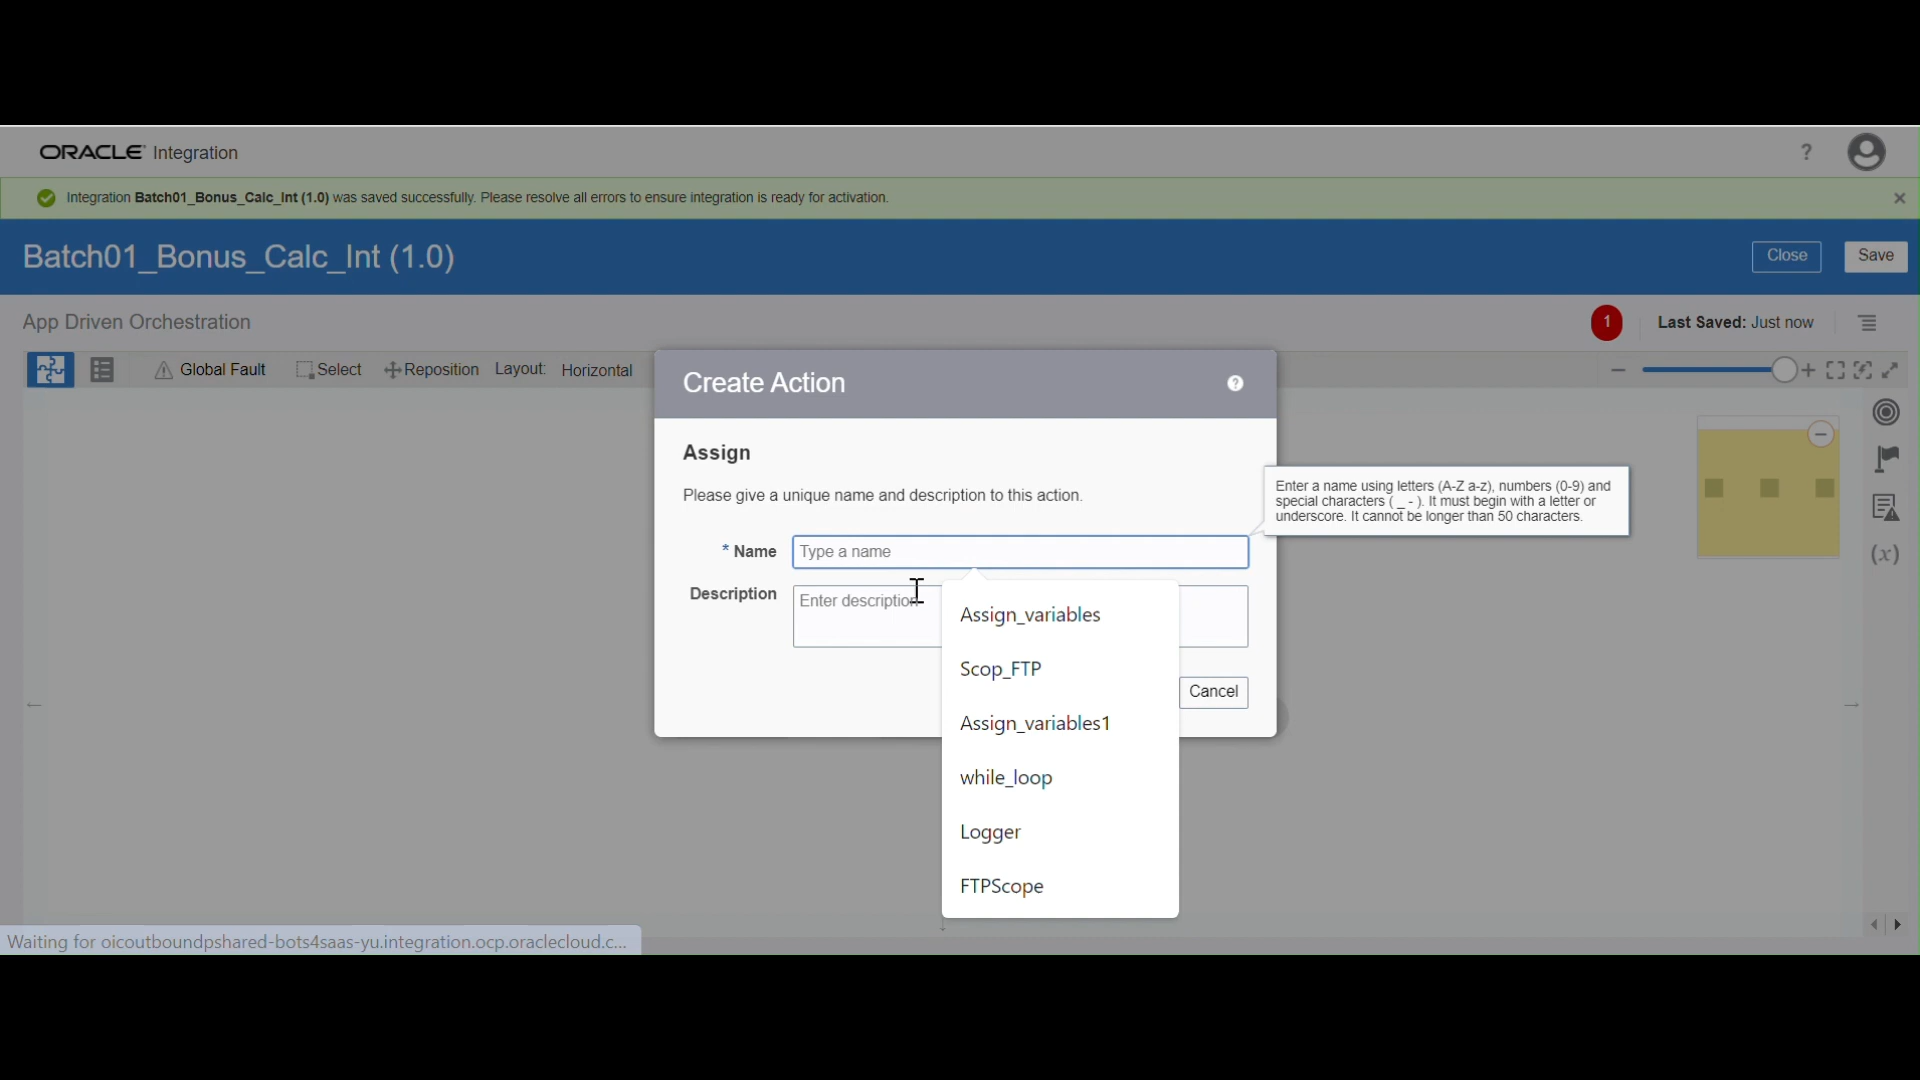 ORACLE Integration
?
Integration Batch01_Bonus_Calc_Int (1.0) was saved successfully. Please resolve all errors to ensure integration is ready for activation.
Batch01_Bonus_Calc_Int (1.0)
Close
Save
App Driven Orchestration
1
Last Saved: Just now
Global Fault
Select
Reposition
Layout:
Horizontal
Create Action
?
Assign
Please give a unique name and description to this action.
Enter a name using letters (A-Z a-z), numbers (0-9) and
special characters ( _ - ). It must begin with a letter or
underscore. It cannot be longer than 50 characters.
* Name
Type a name
Description
Enter description
Assign_variables
Scop_FTP
Assign_variables1
while_loop
Logger
FTPScope
Cancel
(x)
Waiting for oicoutboundpshared-bots4saas-yu.integration.ocp.oraclecloud.c...